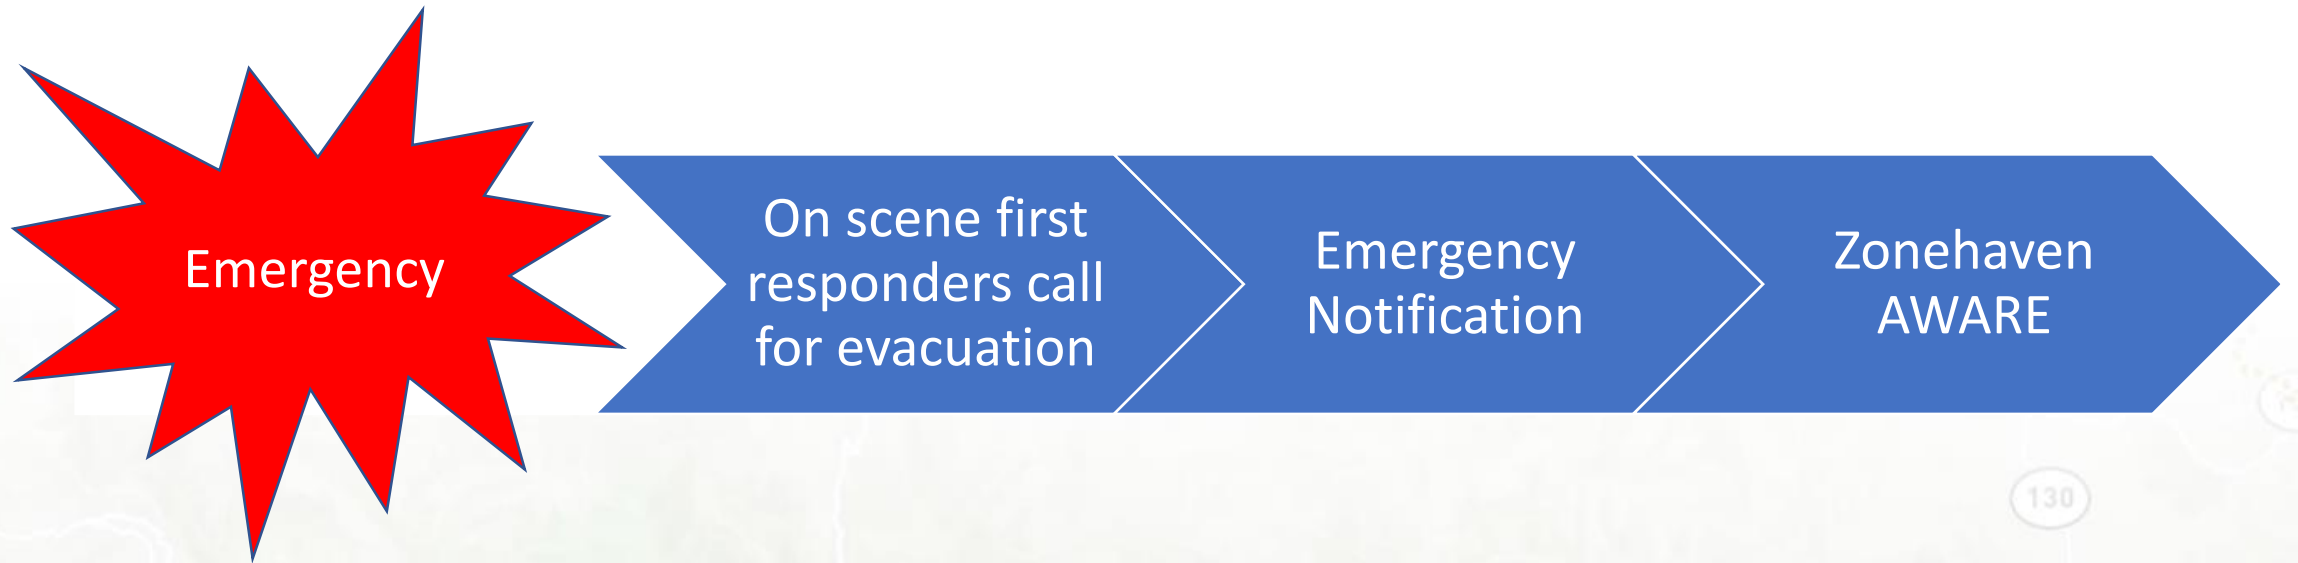 Emergency
On scene first
responders call
for evacuation
Emergency
Notification
Zonehaven
AWARE
130